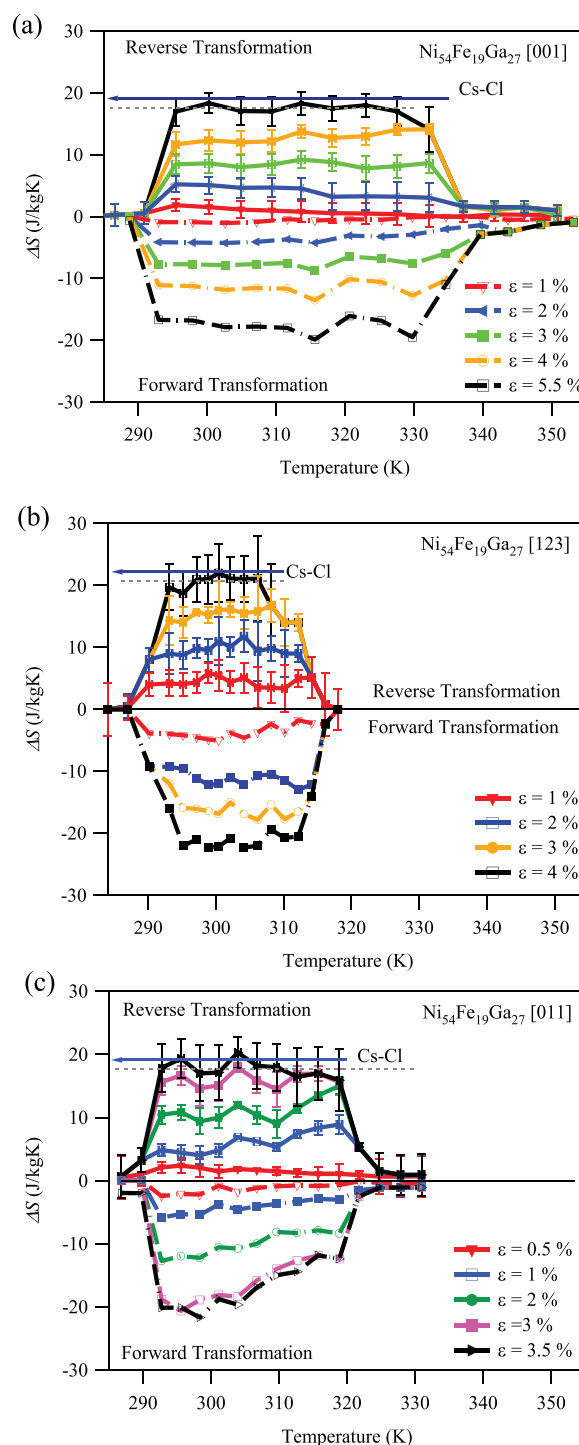 (a)
30
Reverse Transformation
Ni54Fe19Ga27 [001]
20
Cs-Cl
10
0
-10
-20
-30
ΔS (J/kgK)
ε = 1 %
ε = 2 %
ε = 3 %
ε = 4 %
ε = 5.5 %
Forward Transformation
290 300 310 320 330 340 350
Temperature (K)
(b)
30
Ni54Fe19Ga27 [123]
20
Cs-Cl
10
0
-10
-20
-30
ΔS (J/kgK)
Reverse Transformation
Forward Transformation
ε = 1 %
ε = 2 %
ε = 3 %
ε = 4 %
290 300 310 320 330 340 350
Temperature (K)
(c)
30
Reverse Transformation
Ni54Fe19Ga27 [011]
20
Cs-Cl
10
0
-10
-20
-30
ΔS (J/kgK)
ε = 0.5 %
ε = 1 %
ε = 2 %
ε =3 %
ε = 3.5 %
Forward Transformation
290 300 310 320 330 340 350
Temperature (K)